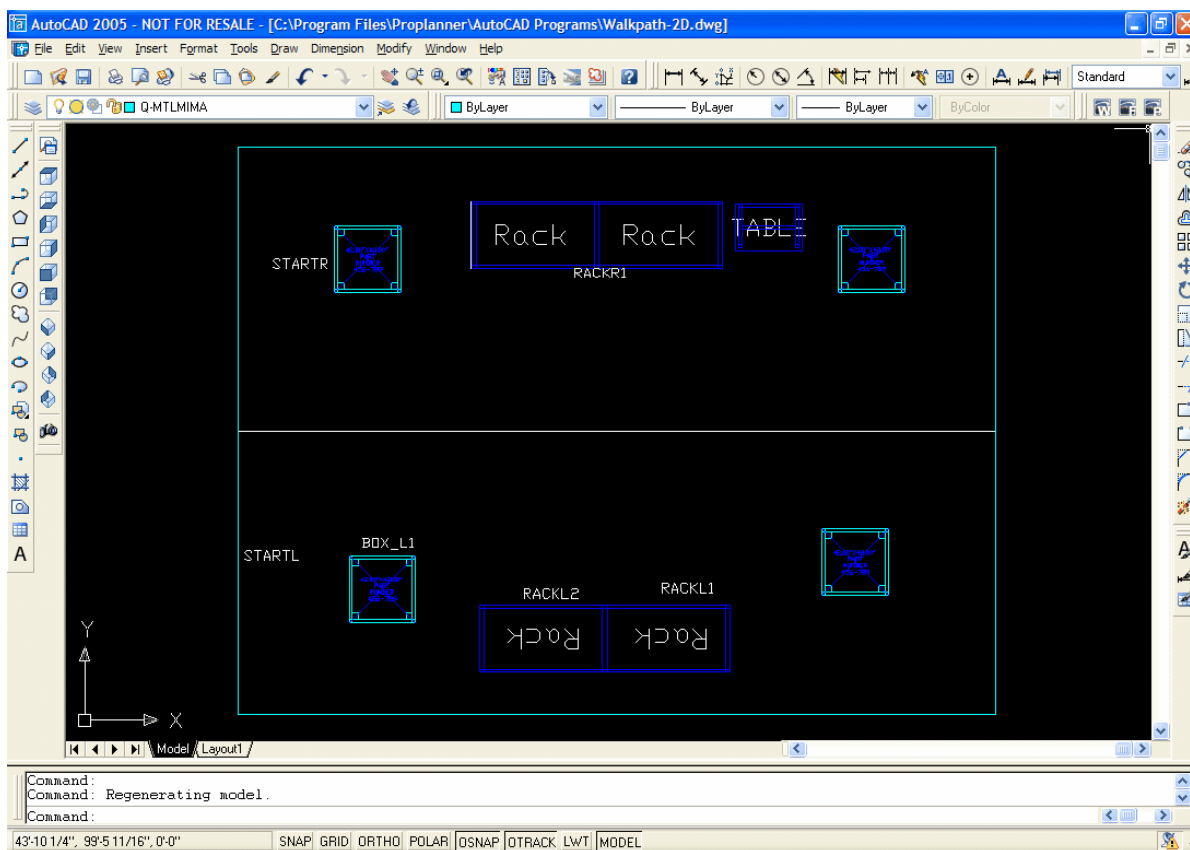 AutoCAD 2005 - NOT FOR RESALE - [C:\Program Files\Proplanner\AutoCAD Programs\Walkpath-2D.dwg]
File Edit View Insert Format Tools Draw Dimension Modify Window Help
Standard
Q-MTLMIMA ByLayer ByLayer ByLayer ByColor
Rack Rack TABLE
STARTR
RACKR1
BOX_L1
STARTL
RACKL2 RACKL1
Rack Rack
Y
X
Model Layout1
Command:
Command: Regenerating model.
Command:
43'-10 1/4", 99'-5 11/16", 0'-0" SNAP GRID ORTHO POLAR OSNAP OTRACK LWT MODEL